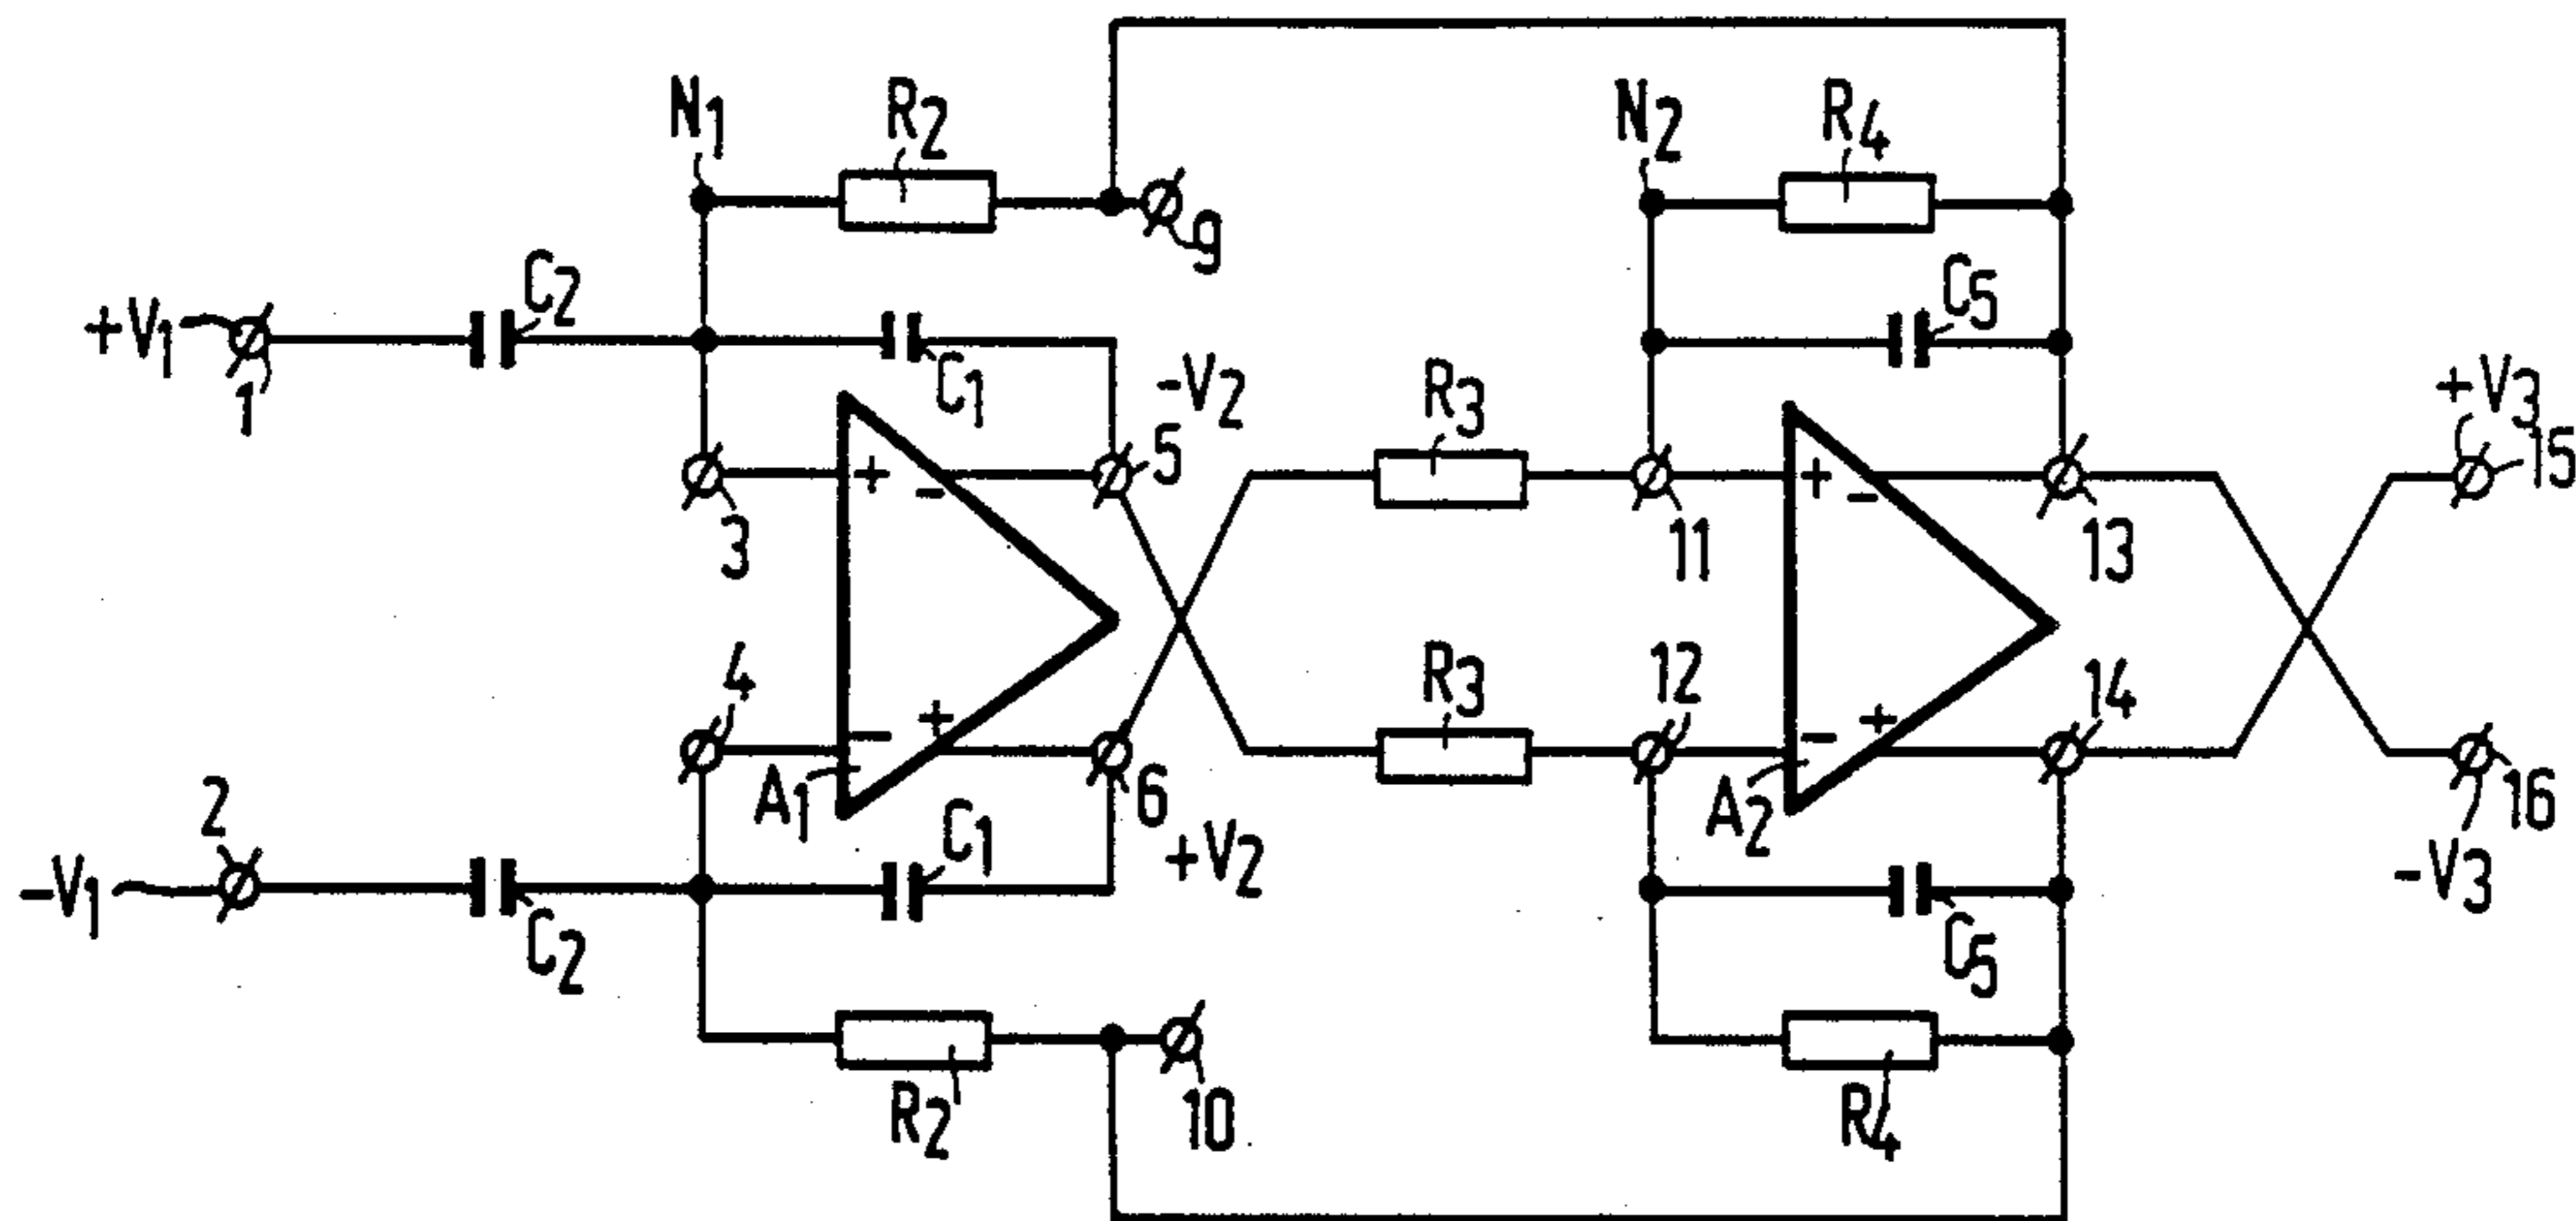 N1
R2
N2
R4
9
C2
C5
+V1
1
C1
-V2
R3
+V3
5
15
+
-
+
-
3
11
13
4
R3
12
14
+
+
-
-
2
A1
C1
6
A2
16
+V2
-V1
-V3
C2
C5
R2
10
R4